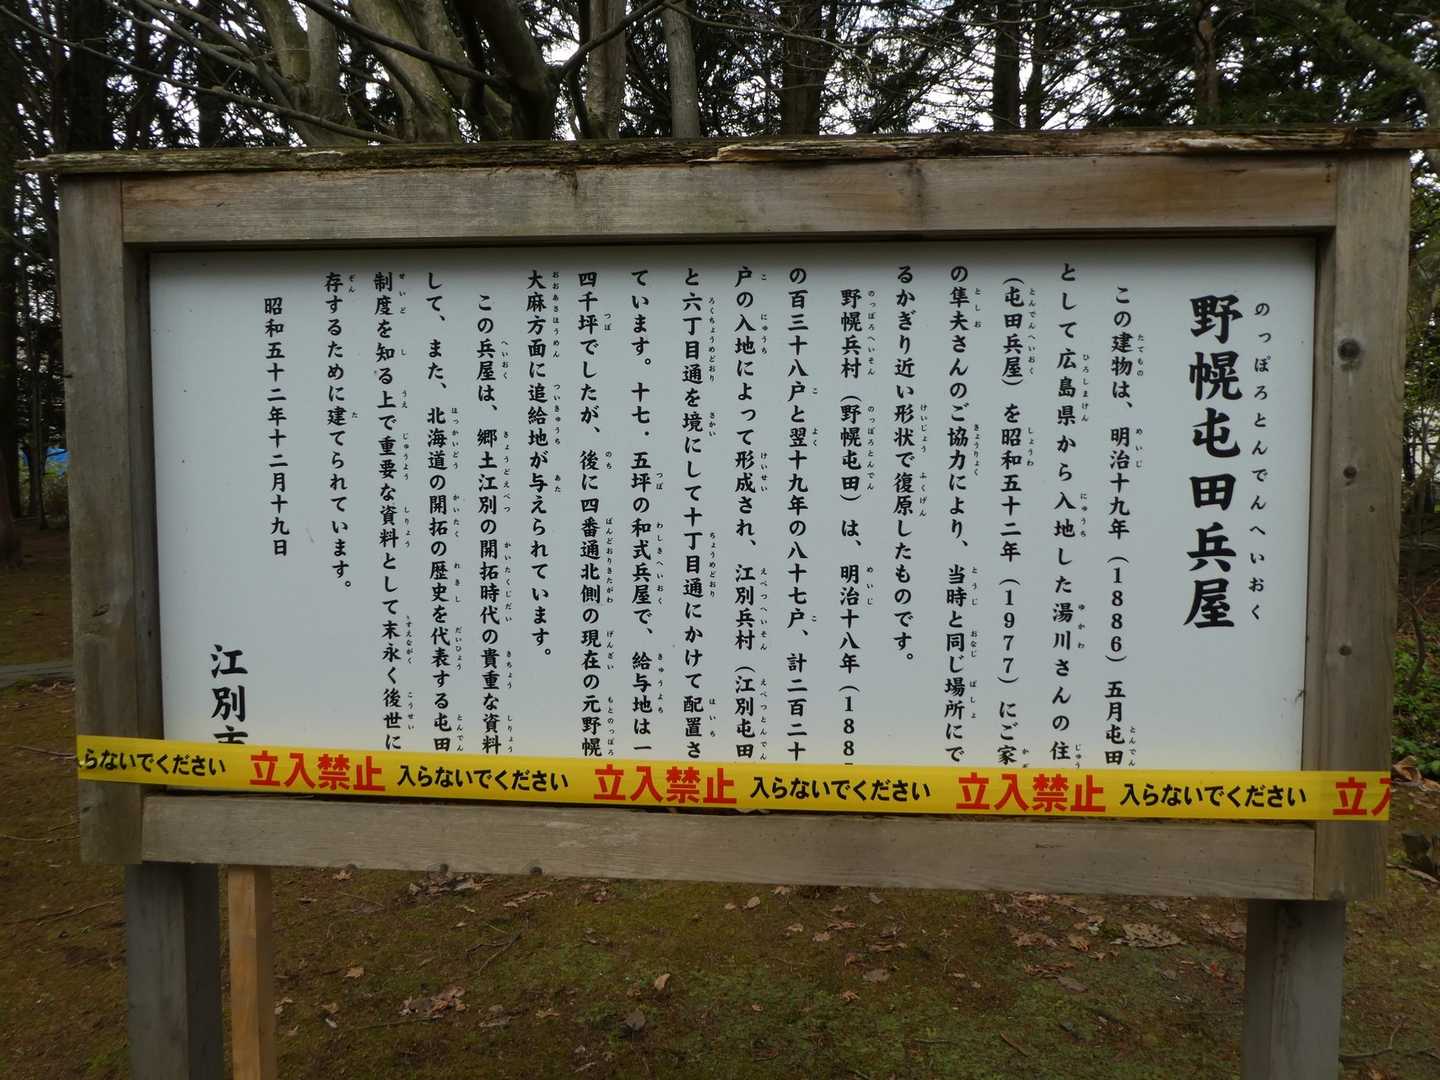 野幌屯田兵屋
のっぽろとんでんへいおく
この建物は、明治十九年（1886）五月屯田
として広島県から入地した湯川さんの住
（屯田兵屋）を昭和五十二年（1977）にご家
の隼夫さんのご協力により、当時と同じ場所にで
るかぎり近い形状で復原したものです。
野幌兵村（野幌屯田）は、明治十八年（188
の百三十八戸と翌十九年の八十七戸、計二百二十
戸の入地によって形成され、江別兵村（江別屯田
と六丁目通を境にして十丁目通にかけて配置さ
ています。十七・五坪の和式兵屋で、給与地は一
四千坪でしたが、後に四番通北側の現在の元野幌
大麻方面に追給地が与えられています。
この兵屋は、郷土江別の開拓時代の貴重な資料
して、また、北海道の開拓の歴史を代表する屯田
制度を知る上で重要な資料として末永く後世に
存するために建てられています。
昭和五十二年十二月十九日
江別市
らないでください 立入禁止 入らないでください 立入禁止 入らないでください 立入禁止 入らないでください 立入